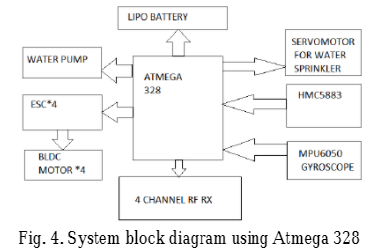 LIPO BATTERY
WATER PUMP
ATMEGA
328
SERVOMOTOR
FOR WATER
SPRINKLER
ESC*4
HMC5883
BLDC
MOTOR *4
MPU6050
GYROSCOPE
4 CHANNEL RF RX
Fig. 4. System block diagram using Atmega 328